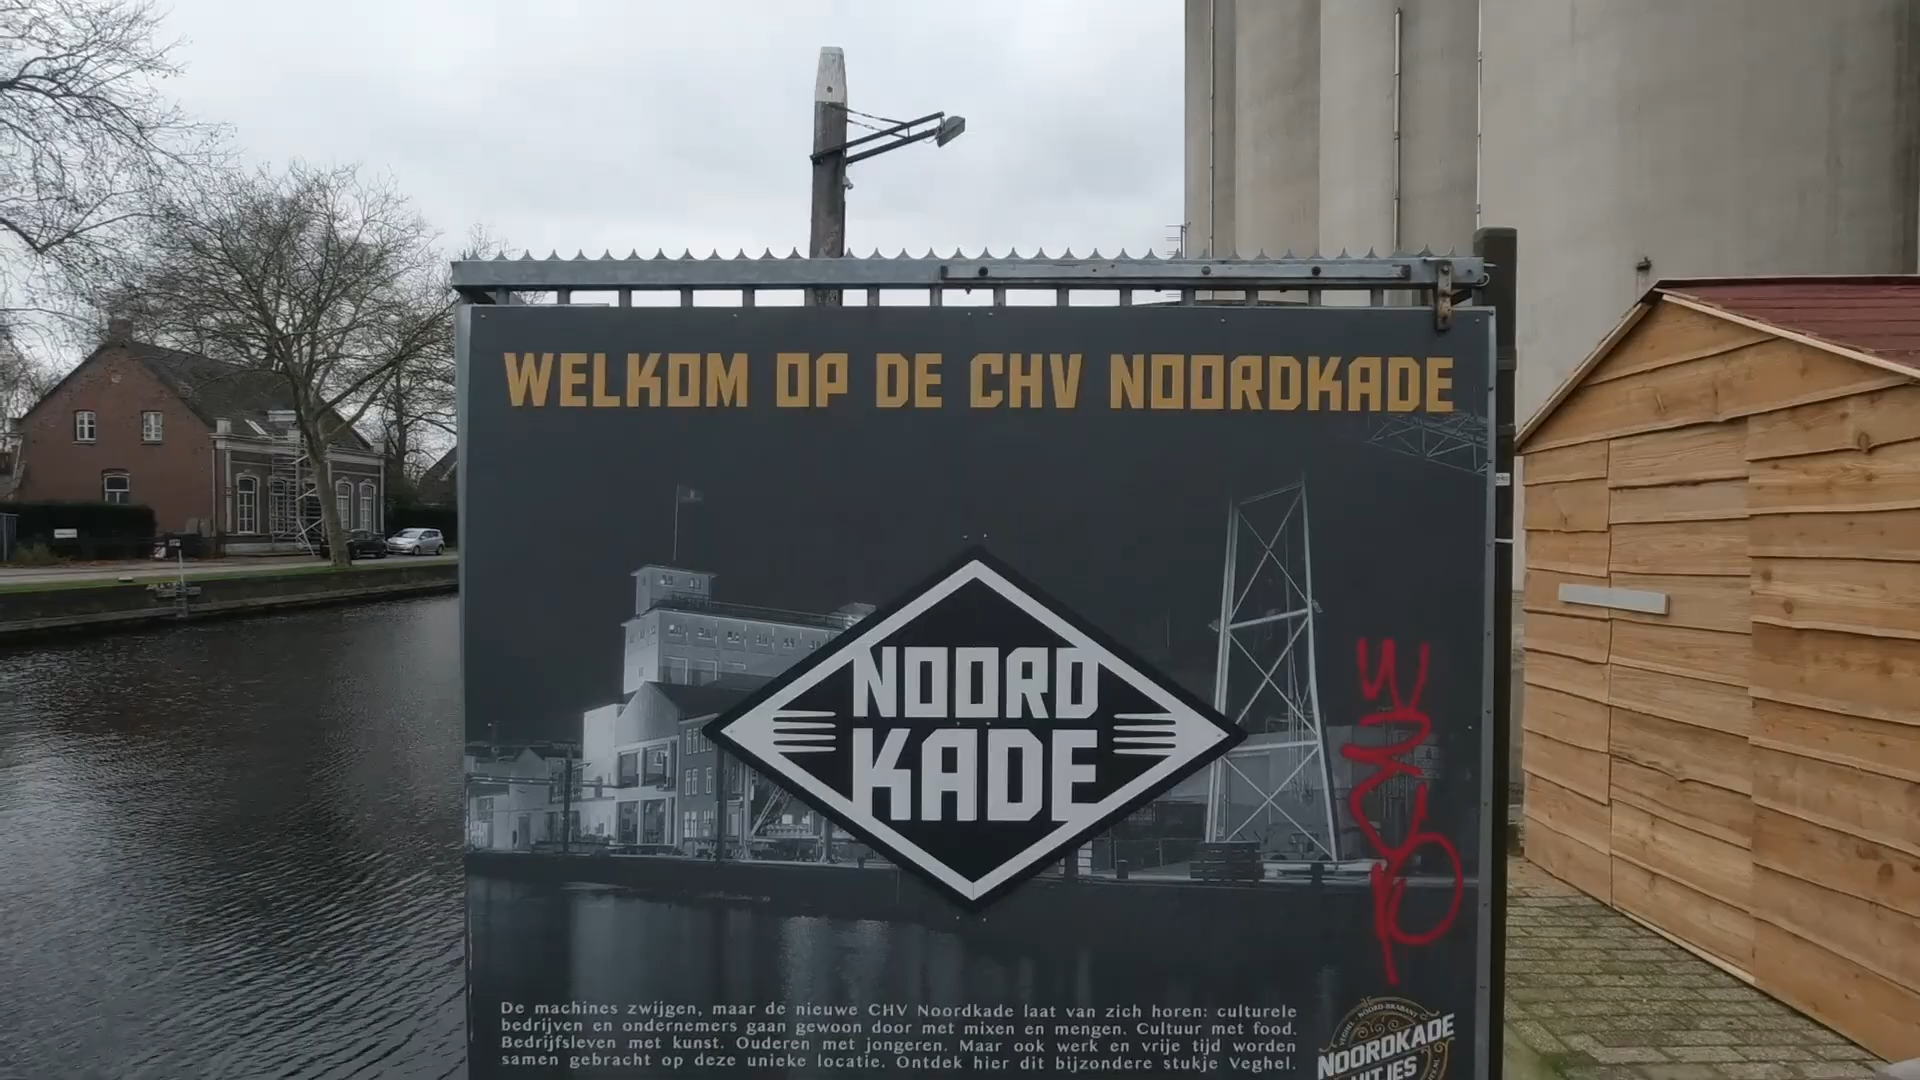 WELKOM OP DE CHV NOORDKADE
NOORD
KADE
De machines zwijgen, maar de nieuwe CHV Noordkade laat van zich horen: culturele
bedrijven en ondernemers gaan gewoon door met mixen en mengen. Cultuur met food.
Bedrijfsleven met kunst. Ouderen met jongeren. Maar ook werk en vrije tijd worden
samen gebracht op deze unieke locatie. Ontdek hier dit bijzondere stukje Veghel.
VEGHEL NOORD-BRABANT
NOORDKADE
UITJES